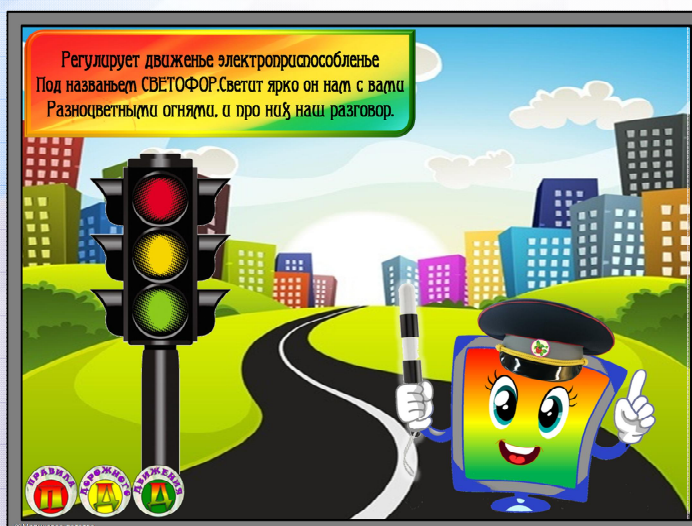 Регулирует движенье электроприспособленье
Под названьем СВЕТОФОР.Светит ярко он нам с вами
Разноцветными огнями, и про них наш разговор.
ПРАВИЛА ДОРОЖНОГО ДВИЖЕНИЯ
П Д Д